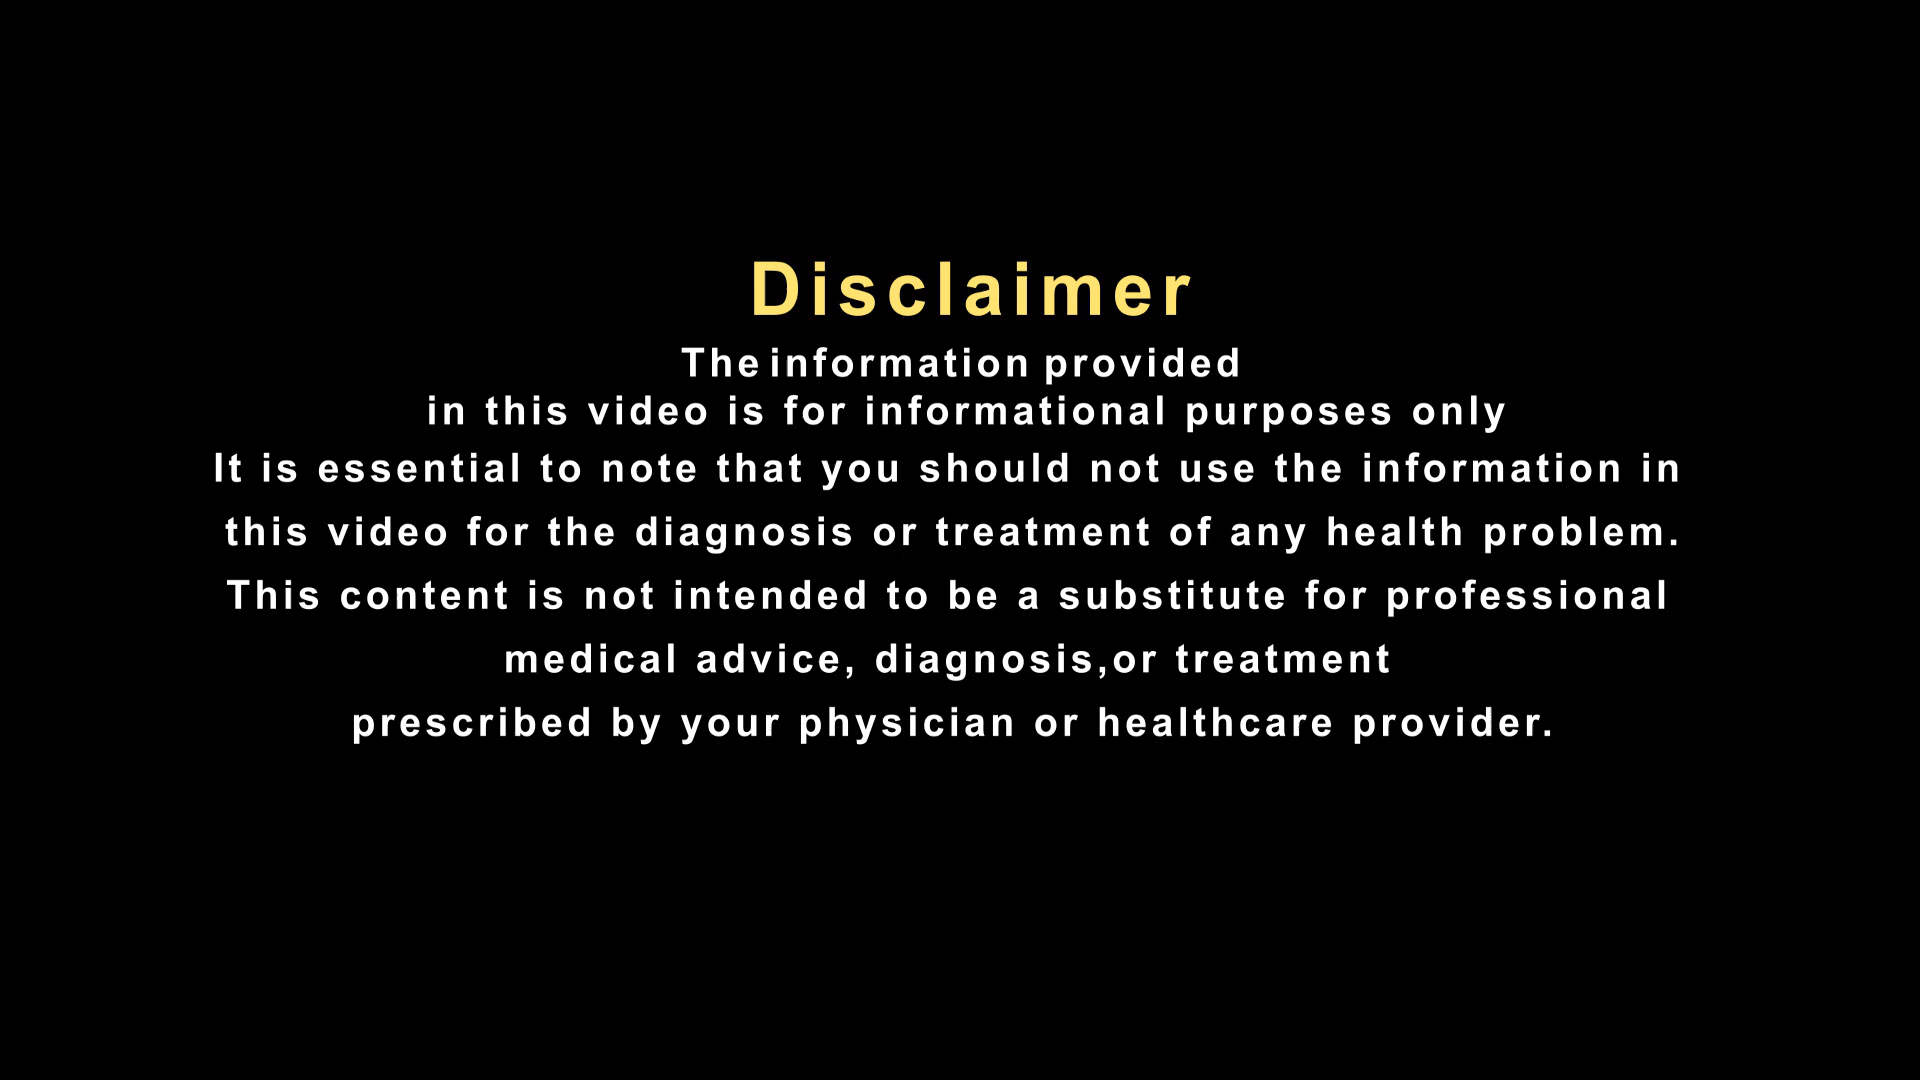 Disclaimer
The information provided
in this video is for informational purposes only
It is essential to note that you should not use the information in
this video for the diagnosis or treatment of any health problem.
This content is not intended to be a substitute for professional
medical advice, diagnosis,or treatment
prescribed by your physician or healthcare provider.